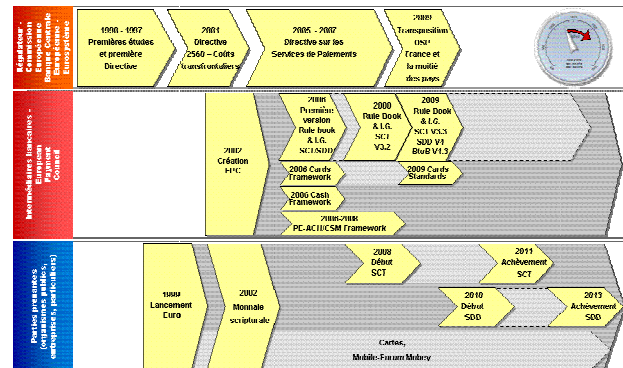 Régulateur -
Commission
Européenne
Banque Centrale
Européenne -
Eurosystème
1990 - 1997
Premières études
et première
Directive
2001
Directive
2560 – Coûts
transfrontaliers
2005 - 2007
Directive sur les
Services de Paiements
2009
Transposition
DSP
France et
la moitié
des pays
Intermédiaires bancaires -
European
Payment
Council
2002
Création
EPC
2006
Première
version
Rule book
& I.G.
SCT/SDD
2008
Rule Book
& I.G.
SCT
V3.2
2009
Rule Book
& I.G.
SCT V3.3
SDD V4
BtoB V1.3
2006 Cards
Framework
2009 Cards
Standards
2006 Cash
Framework
2006-2008
PE-ACH/CSM Framework
Parties prenantes
(organismes publics,
entreprises, particuliers)
1999
Lancement
Euro
2002
Monnaie
scripturale
2008
Début
SCT
2011
Achèvement
SCT
2010
Début
SDD
2013
Achèvement
SDD
Cartes,
Mobile-Forum Mobey